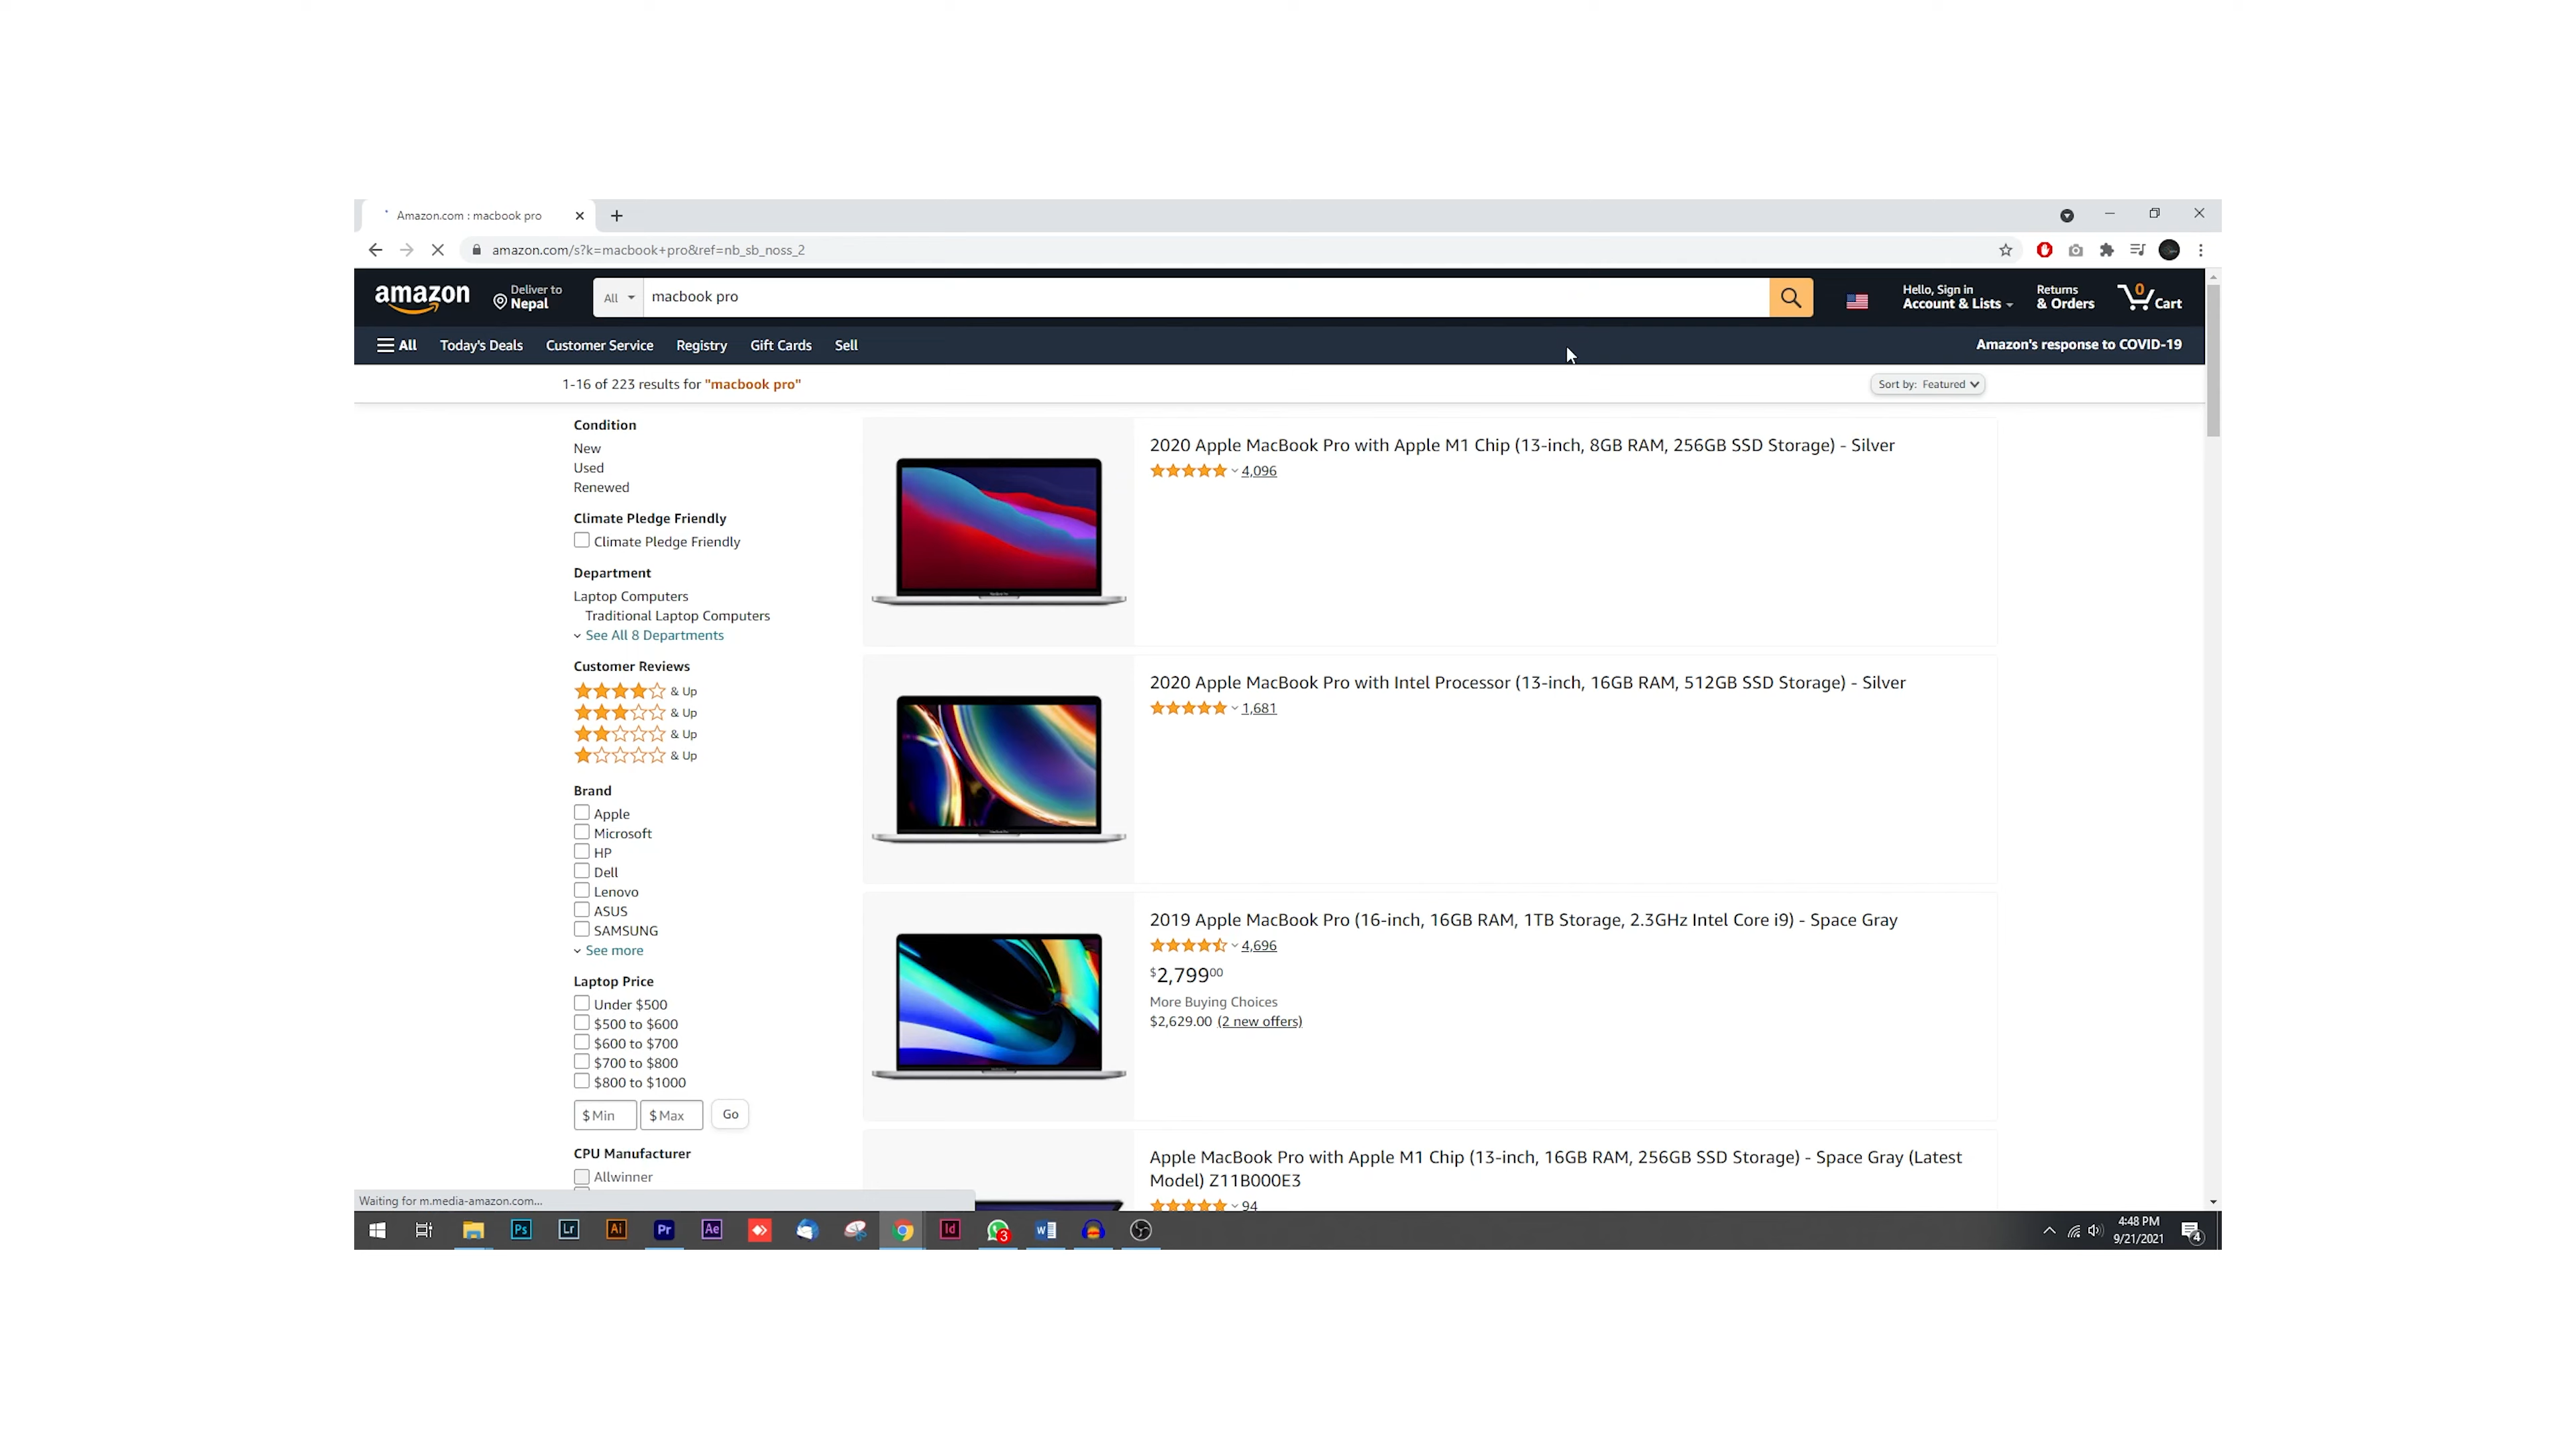 Amazon.com : macbook pro
amazon.com/s?k=macbook+pro&ref=nb_sb_noss_2
amazon
Deliver to
Nepal
All
macbook pro
Hello, Sign in
Account & Lists
Returns
& Orders
0
Cart
All
Today's Deals
Customer Service
Registry
Gift Cards
Sell
Amazon's response to COVID-19
1-16 of 223 results for "macbook pro"
Sort by: Featured
Condition
New
Used
Renewed
Climate Pledge Friendly
Climate Pledge Friendly
Department
Laptop Computers
Traditional Laptop Computers
See All 8 Departments
Customer Reviews
& Up
& Up
& Up
& Up
Brand
Apple
Microsoft
HP
Dell
Lenovo
ASUS
SAMSUNG
See more
Laptop Price
Under $500
$500 to $600
$600 to $700
$700 to $800
$800 to $1000
$ Min
$ Max
Go
CPU Manufacturer
Allwinner
2020 Apple MacBook Pro with Apple M1 Chip (13-inch, 8GB RAM, 256GB SSD Storage) - Silver
4,096
2020 Apple MacBook Pro with Intel Processor (13-inch, 16GB RAM, 512GB SSD Storage) - Silver
1,681
2019 Apple MacBook Pro (16-inch, 16GB RAM, 1TB Storage, 2.3GHz Intel Core i9) - Space Gray
4,696
$2,79900
More Buying Choices
$2,629.00 (2 new offers)
Apple MacBook Pro with Apple M1 Chip (13-inch, 16GB RAM, 256GB SSD Storage) - Space Gray (Latest
Model) Z11B000E3
94
Waiting for m.media-amazon.com...
Ps
Lr
Ai
Pr
Ae
Id
3
W
4:48 PM
9/21/2021
4